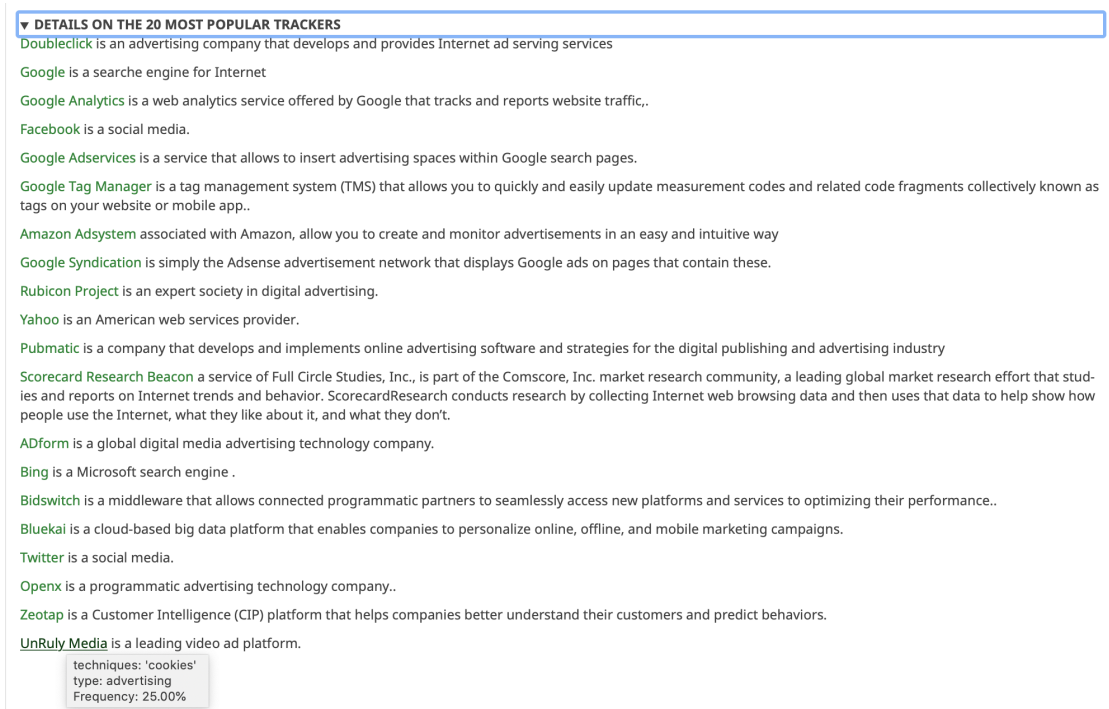 ▼ DETAILS ON THE 20 MOST POPULAR TRACKERS
Doubleclick is an advertising company that develops and provides Internet ad serving services
Google is a searche engine for Internet
Google Analytics is a web analytics service offered by Google that tracks and reports website traffic,.
Facebook is a social media.
Google Adservices is a service that allows to insert advertising spaces within Google search pages.
Google Tag Manager is a tag management system (TMS) that allows you to quickly and easily update measurement codes and related code fragments collectively known as
tags on your website or mobile app..
Amazon Adsystem associated with Amazon, allow you to create and monitor advertisements in an easy and intuitive way
Google Syndication is simply the Adsense advertisement network that displays Google ads on pages that contain these.
Rubicon Project is an expert society in digital advertising.
Yahoo is an American web services provider.
Pubmatic is a company that develops and implements online advertising software and strategies for the digital publishing and advertising industry
Scorecard Research Beacon a service of Full Circle Studies, Inc., is part of the Comscore, Inc. market research community, a leading global market research effort that stud-
ies and reports on Internet trends and behavior. ScorecardResearch conducts research by collecting Internet web browsing data and then uses that data to help show how
people use the Internet, what they like about it, and what they don't.
ADform is a global digital media advertising technology company.
Bing is a Microsoft search engine .
Bidswitch is a middleware that allows connected programmatic partners to seamlessly access new platforms and services to optimizing their performance..
Bluekai is a cloud-based big data platform that enables companies to personalize online, offline, and mobile marketing campaigns.
Twitter is a social media.
Openx is a programmatic advertising technology company..
Zeotap is a Customer Intelligence (CIP) platform that helps companies better understand their customers and predict behaviors.
UnRuly Media is a leading video ad platform.
techniques: 'cookies'
type: advertising
Frequency: 25.00%